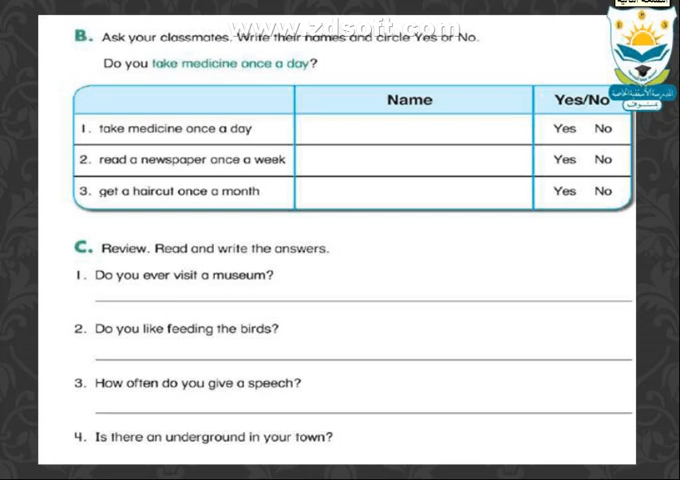 www.zdsoft.com
B. Ask your classmates. Write their names and circle Yes or No.
Do you take medicine once a day?
Name Yes/No
1. take medicine once a day Yes No
2. read a newspaper once a week Yes No
3. get a haircut once a month Yes No
C. Review. Read and write the answers.
1. Do you ever visit a museum?
2. Do you like feeding the birds?
3. How often do you give a speech?
4. Is there an underground in your town?